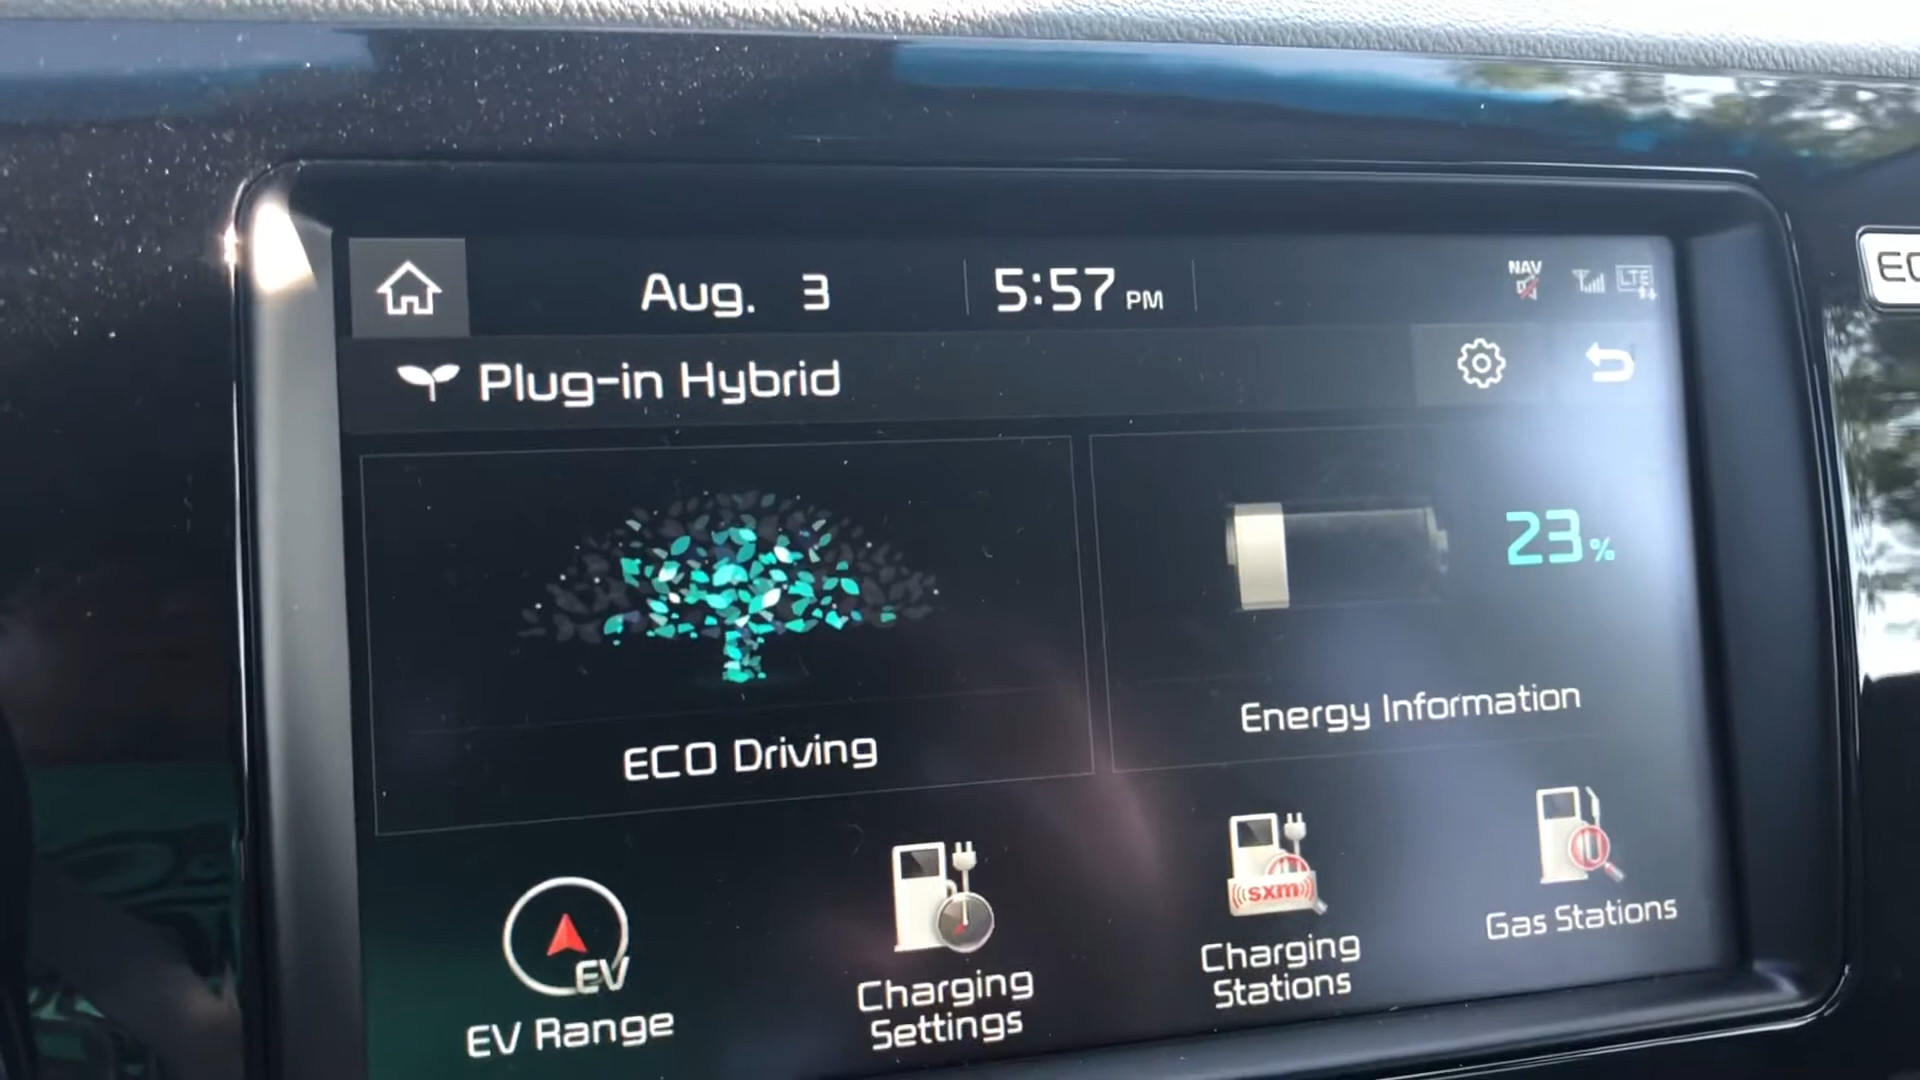 Aug. 3
5:57 PM
NAV
LTE
Plug-in Hybrid
23%
ECO Driving
Energy Information
EV
EV Range
Charging
Settings
sxm
Charging
Stations
Gas Stations